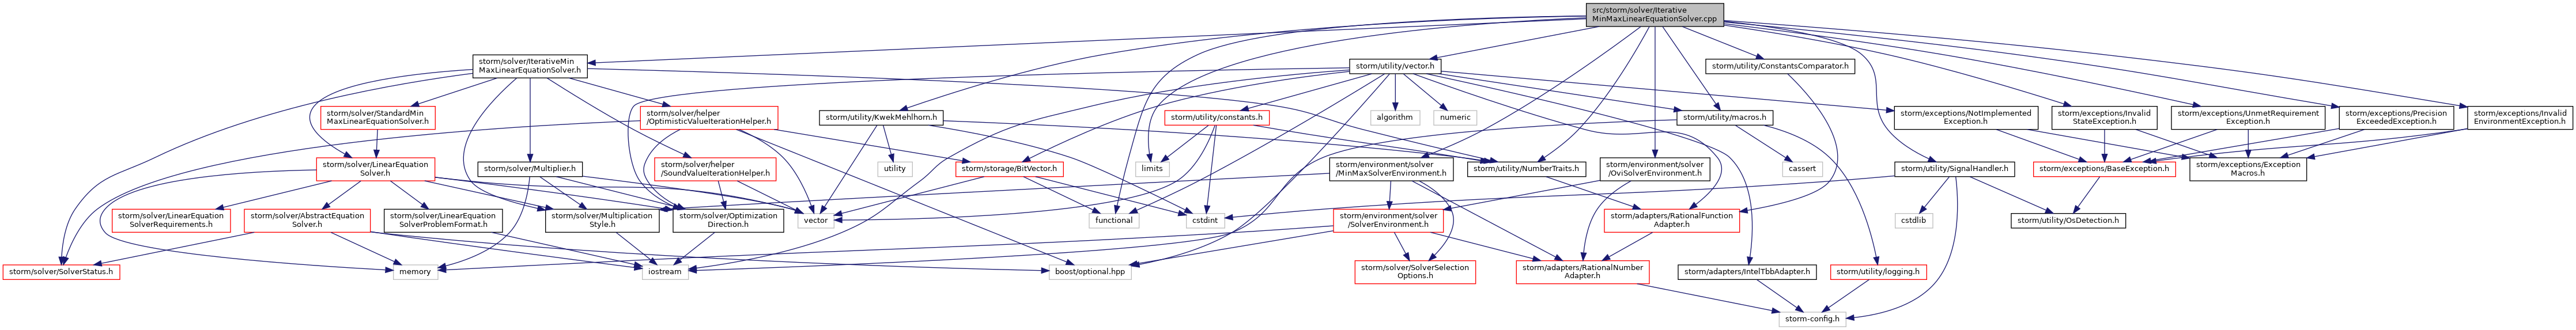 src/storm/solver/Iterative
MinMaxLinearEquationSolver.cpp
storm/solver/IterativeMin
MaxLinearEquationSolver.h
storm/utility/vector.h
storm/utility/ConstantsComparator.h
storm/solver/StandardMin
MaxLinearEquationSolver.h
storm/solver/helper
/OptimisticValueIterationHelper.h
storm/utility/KwekMehlhorn.h
storm/utility/constants.h
algorithm
numeric
storm/utility/macros.h
storm/exceptions/NotImplemented
Exception.h
storm/exceptions/Invalid
StateException.h
storm/exceptions/UnmetRequirement
Exception.h
storm/exceptions/Precision
ExceededException.h
storm/exceptions/Invalid
EnvironmentException.h
storm/solver/LinearEquation
Solver.h
storm/solver/Multiplier.h
storm/solver/helper
/SoundValueIterationHelper.h
utility
storm/storage/BitVector.h
limits
storm/environment/solver
/MinMaxSolverEnvironment.h
storm/utility/NumberTraits.h
storm/environment/solver
/OviSolverEnvironment.h
cassert
storm/utility/SignalHandler.h
storm/exceptions/BaseException.h
storm/exceptions/Exception
Macros.h
storm/solver/LinearEquation
SolverRequirements.h
storm/solver/AbstractEquation
Solver.h
storm/solver/LinearEquation
SolverProblemFormat.h
storm/solver/Multiplication
Style.h
storm/solver/Optimization
Direction.h
vector
functional
cstdint
storm/environment/solver
/SolverEnvironment.h
storm/adapters/RationalFunction
Adapter.h
cstdlib
storm/utility/OsDetection.h
storm/solver/SolverStatus.h
memory
iostream
boost/optional.hpp
storm/solver/SolverSelection
Options.h
storm/adapters/RationalNumber
Adapter.h
storm/adapters/IntelTbbAdapter.h
storm/utility/logging.h
storm-config.h